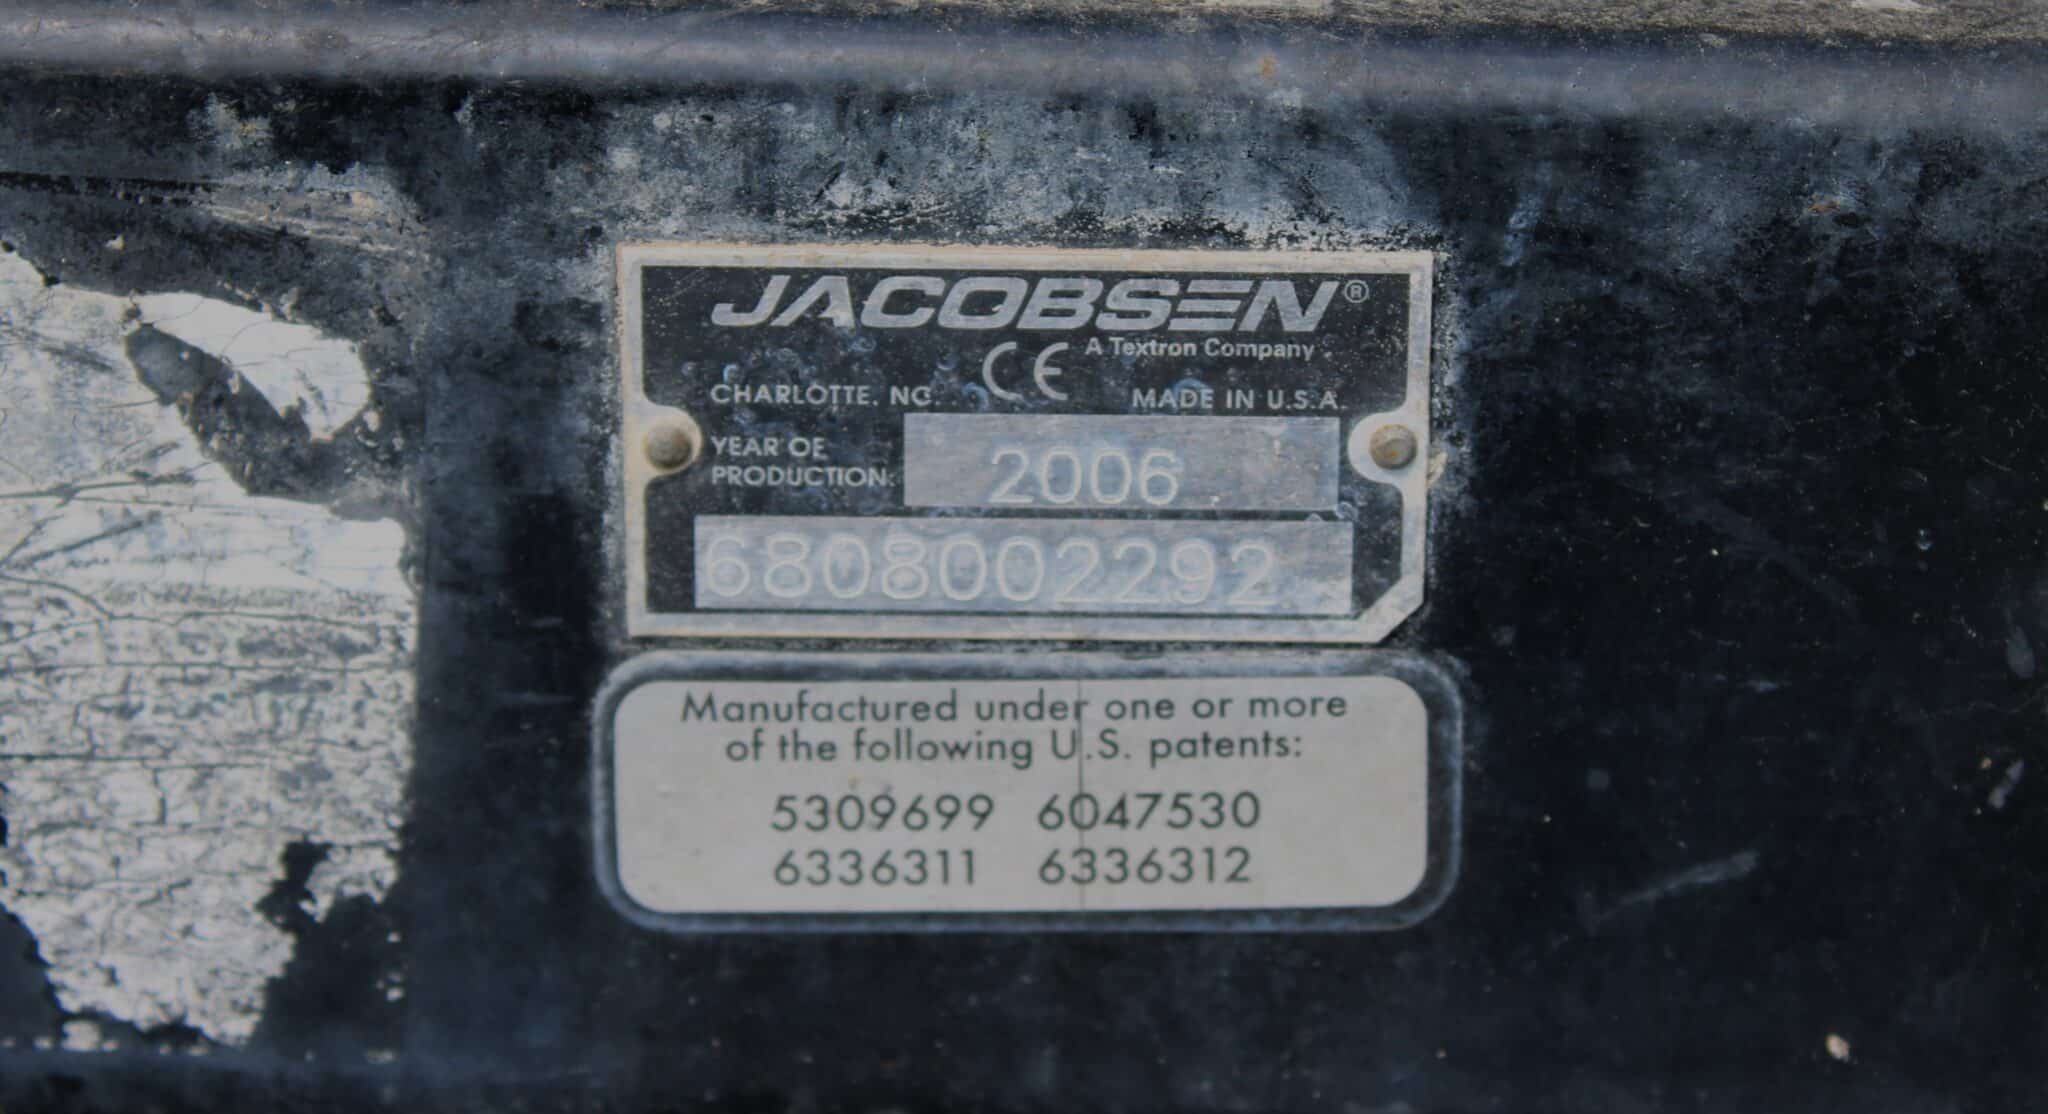 JACOBSEN®
A Textron Company
CE
CHARLOTTE, NC. MADE IN U.S.A.
YEAR OF
PRODUCTION: 2006
6808002292
Manufactured under one or more
of the following U.S. patents:
5309699 6047530
6336311 6336312